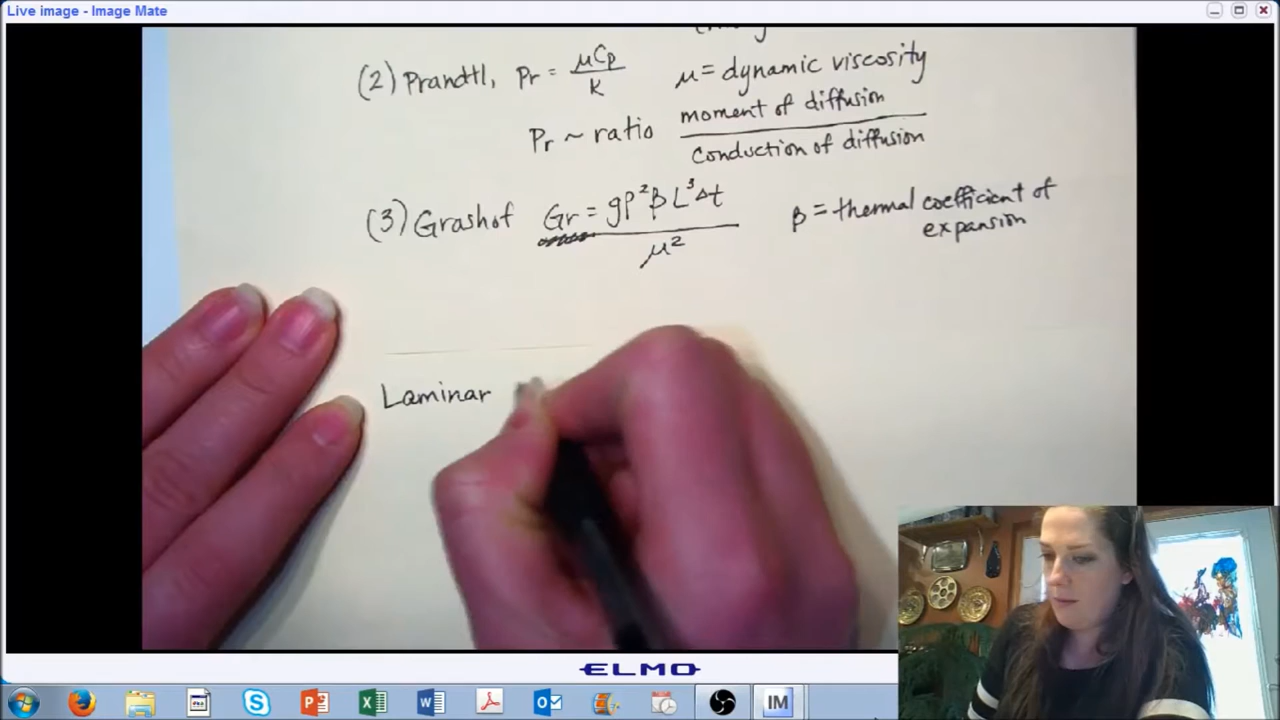 Live image - Image Mate
(2) Prandtl, Pr = μCp / k
μ = dynamic viscosity
Pr ~ ratio moment of diffusion / conduction of diffusion
(3) Grashof Gr = gρ²βL³Δt / μ²
β = thermal coefficient of
expansion
Laminar
ELMO
IM